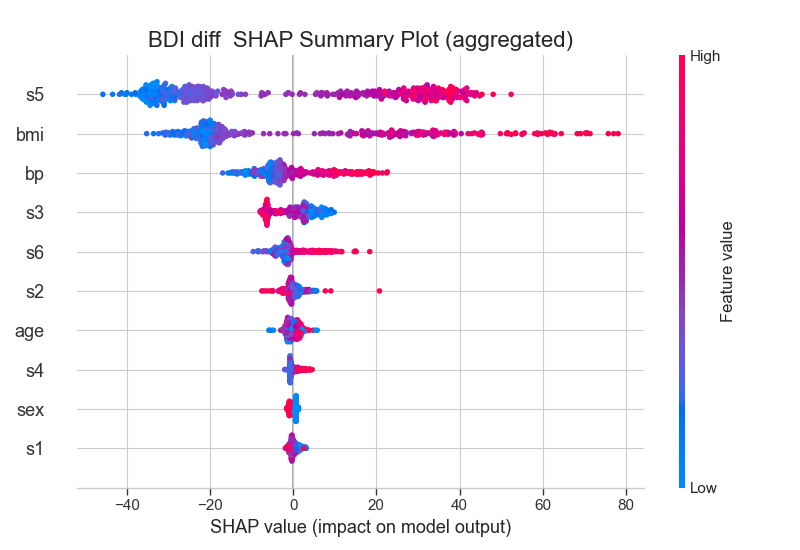 BDI diff  SHAP Summary Plot (aggregated)
High
s5
bmi
bp
s3
s6
s2
age
s4
sex
s1
Feature value
Low
−40
−20
0
20
40
60
80
SHAP value (impact on model output)